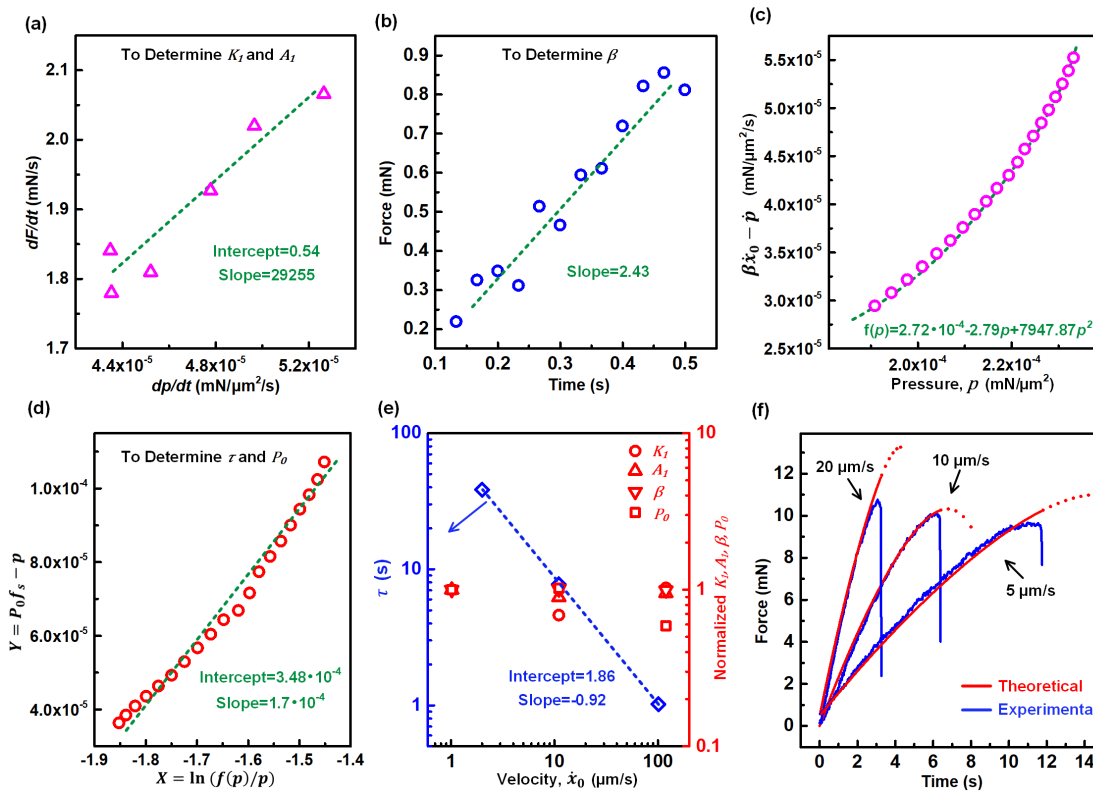 (a)
To Determine K₁ and A₁
dF/dt (mN/s)
2.1
2.0
1.9
1.8
1.7
Intercept=0.54
Slope=29255
4.4x10⁻⁵
4.8x10⁻⁵
5.2x10⁻⁵
dp/dt (mN/µm²/s)
(b)
To Determine β
Force (mN)
0.9
0.8
0.7
0.6
0.5
0.4
0.3
0.2
Slope=2.43
0.1
0.2
0.3
0.4
0.5
Time (s)
(c)
βẋ₀ − ṗ (mN/µm²/s)
5.5x10⁻⁵
5.0x10⁻⁵
4.5x10⁻⁵
4.0x10⁻⁵
3.5x10⁻⁵
3.0x10⁻⁵
2.5x10⁻⁵
f(p)=2.72•10⁻⁴-2.79p+7947.87p²
2.0x10⁻⁴
2.2x10⁻⁴
Pressure, p (mN/µm²)
(d)
To Determine τ and P₀
Y = P₀fₛ − p
1.0x10⁻⁴
8.0x10⁻⁵
6.0x10⁻⁵
4.0x10⁻⁵
Intercept=3.48•10⁻⁴
Slope=1.7•10⁻⁴
-1.9
-1.8
-1.7
-1.6
-1.5
-1.4
X = ln (f(p)/p)
(e)
τ (s)
100
10
1
K₁
A₁
β
P₀
Intercept=1.86
Slope=-0.92
10
1
0.1
Normalized K₁, A₁, β, P₀
1
10
100
Velocity, ẋ₀ (µm/s)
(f)
Force (mN)
12
10
8
6
4
2
0
20 µm/s
10 µm/s
5 µm/s
Theoretical
Experimenta
0
2
4
6
8
10
12
14
Time (s)